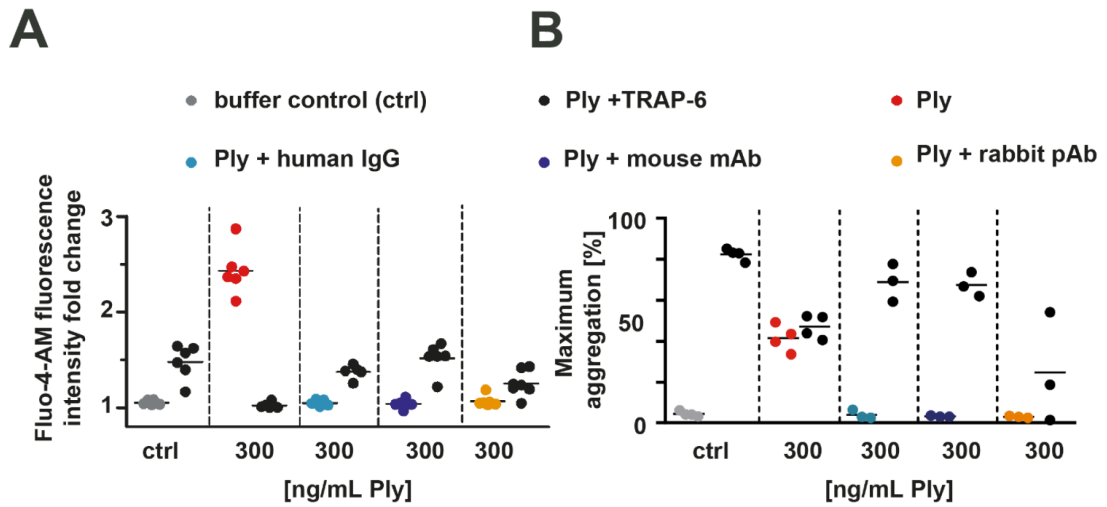 A
B
buffer control (ctrl)
Ply +TRAP-6
Ply
Ply + human IgG
Ply + mouse mAb
Ply + rabbit pAb
Fluo-4-AM fluorescence
intensity fold change
3
2
1
ctrl
300
300
300
300
[ng/mL Ply]
Maximum
aggregation [%]
100
50
0
ctrl
300
300
300
300
[ng/mL Ply]